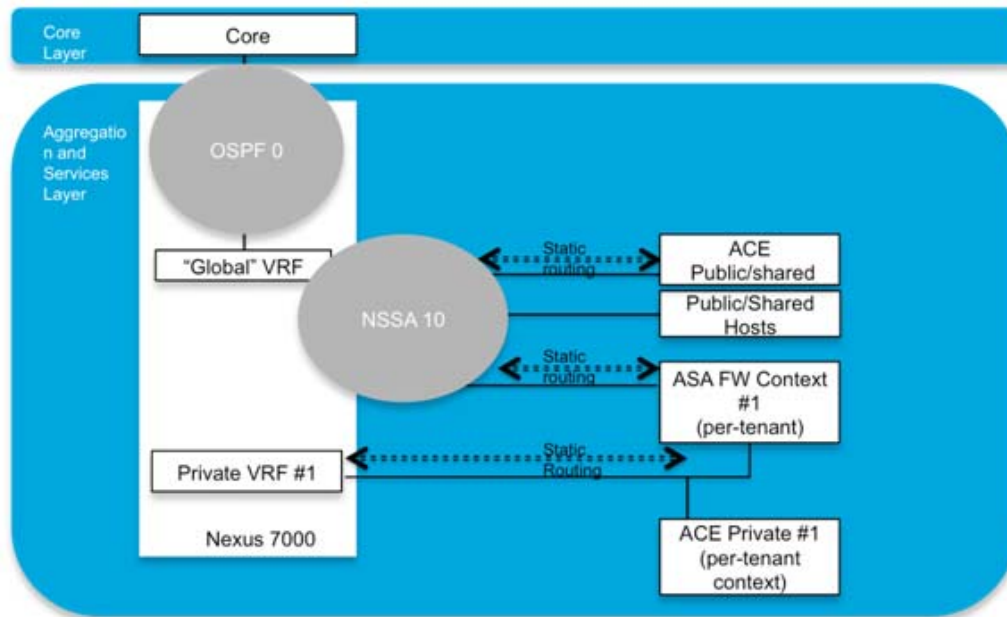 Core
Layer
Core
Aggregatio
n and
Services
Layer
OSPF 0
“Global” VRF
NSSA 10
Static
routing
ACE
Public/shared
Public/Shared
Hosts
Static
routing
ASA FW Context
#1
(per-tenant)
Static
Routing
Private VRF #1
Nexus 7000
ACE Private #1
(per-tenant
context)